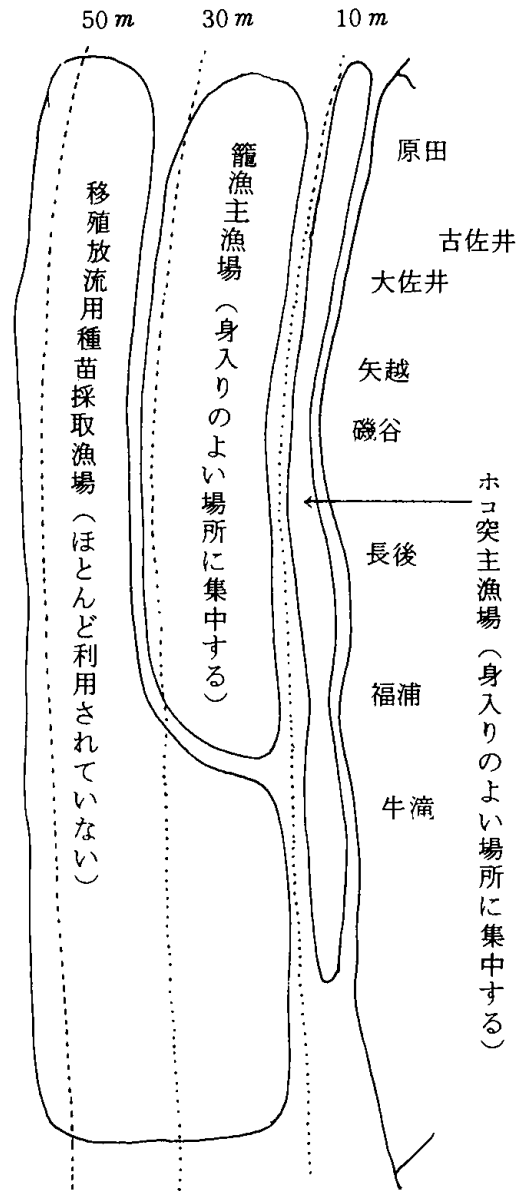 50 m 30 m 10 m
原田
古佐井
大佐井
矢越
磯谷
長後
福浦
牛滝
ホコ突主漁場（身入りのよい場所に集中する）
籠漁主漁場（身入りのよい場所に集中する）
移殖放流用種苗採取漁場（ほとんど利用されていない）